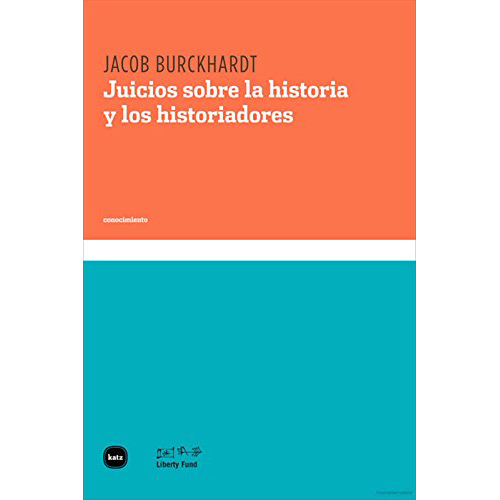 JACOB BURCKHARDT
Juicios sobre la historia
y los historiadores
conocimiento
katz
Liberty Fund